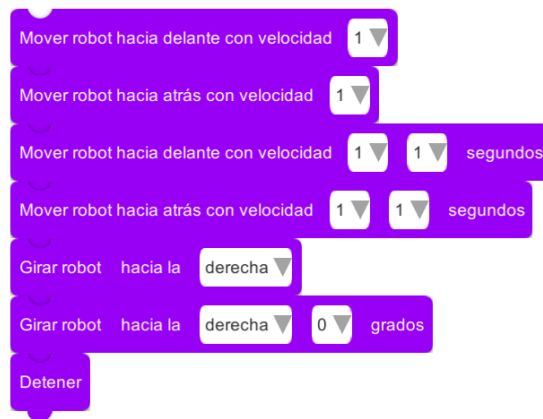 Mover robot hacia delante con velocidad 1
Mover robot hacia atrás con velocidad 1
Mover robot hacia delante con velocidad 1 1 segundos
Mover robot hacia atrás con velocidad 1 1 segundos
Girar robot hacia la derecha
Girar robot hacia la derecha 0 grados
Detener